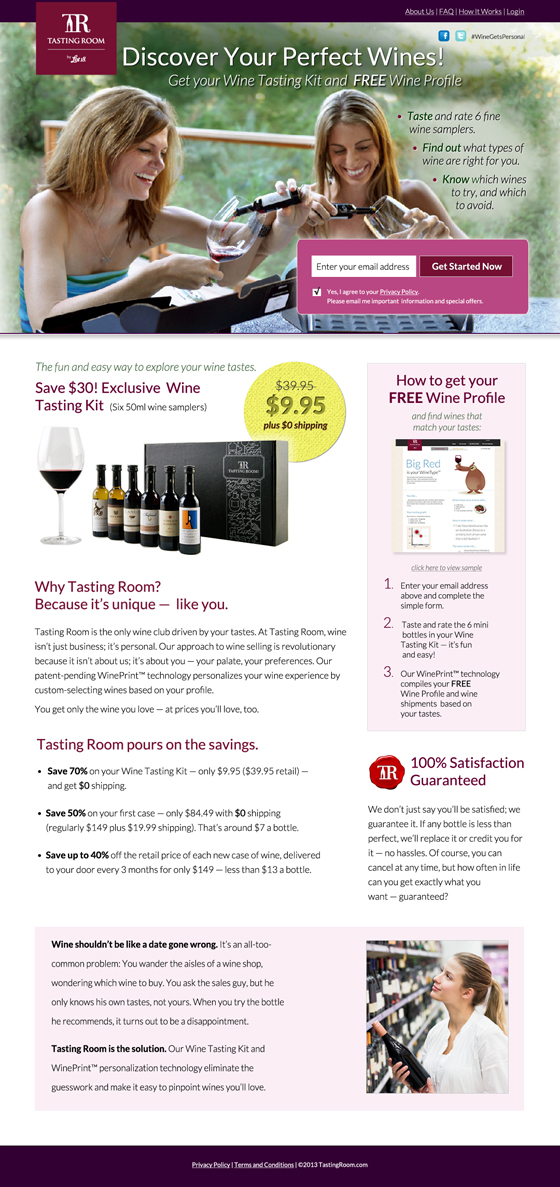 About Us | FAQ | How It Works | Login
TR
TASTING ROOM
by Lot18
#WineGetsPersonal
Discover Your Perfect Wines!
Get your Wine Tasting Kit and FREE Wine Profile
• Taste and rate 6 fine
wine samplers.
• Find out what types of
wine are right for you.
• Know which wines
to try, and which
to avoid.
Enter your email address
Get Started Now
Yes, I agree to your Privacy Policy.
Please email me important information and special offers.
The fun and easy way to explore your wine tastes.
Save $30! Exclusive Wine
Tasting Kit (Six 50ml wine samplers)
$39.95
$9.95
plus $0 shipping
TR
TASTING ROOM
Why Tasting Room?
Because it's unique — like you.
Tasting Room is the only wine club driven by your tastes. At Tasting Room, wine
isn't just business; it's personal. Our approach to wine selling is revolutionary
because it isn't about us; it's about you — your palate, your preferences. Our
patent-pending WinePrint™ technology personalizes your wine experience by
custom-selecting wines based on your profile.
You get only the wine you love — at prices you'll love, too.
Tasting Room pours on the savings.
• Save 70% on your Wine Tasting Kit — only $9.95 ($39.95 retail) —
and get $0 shipping.
• Save 50% on your first case — only $84.49 with $0 shipping
(regularly $149 plus $19.99 shipping). That's around $7 a bottle.
• Save up to 40% off the retail price of each new case of wine, delivered
to your door every 3 months for only $149 — less than $13 a bottle.
How to get your
FREE Wine Profile
and find wines that
match your tastes:
Big Red
is your WineType™
click here to view sample
1. Enter your email address
above and complete the
simple form.
2. Taste and rate the 6 mini
bottles in your Wine
Tasting Kit — it's fun
and easy!
3. Our WinePrint™ technology
compiles your FREE
Wine Profile and wine
shipments based on
your tastes.
TR
100% Satisfaction
Guaranteed
We don't just say you'll be satisfied; we
guarantee it. If any bottle is less than
perfect, we'll replace it or credit you for
it — no hassles. Of course, you can
cancel at any time, but how often in life
can you get exactly what you
want — guaranteed?
Wine shouldn't be like a date gone wrong. It's an all-too-
common problem: You wander the aisles of a wine shop,
wondering which wine to buy. You ask the sales guy, but he
only knows his own tastes, not yours. When you try the bottle
he recommends, it turns out to be a disappointment.
Tasting Room is the solution. Our Wine Tasting Kit and
WinePrint™ personalization technology eliminate the
guesswork and make it easy to pinpoint wines you'll love.
Privacy Policy | Terms and Conditions | ©2013 TastingRoom.com